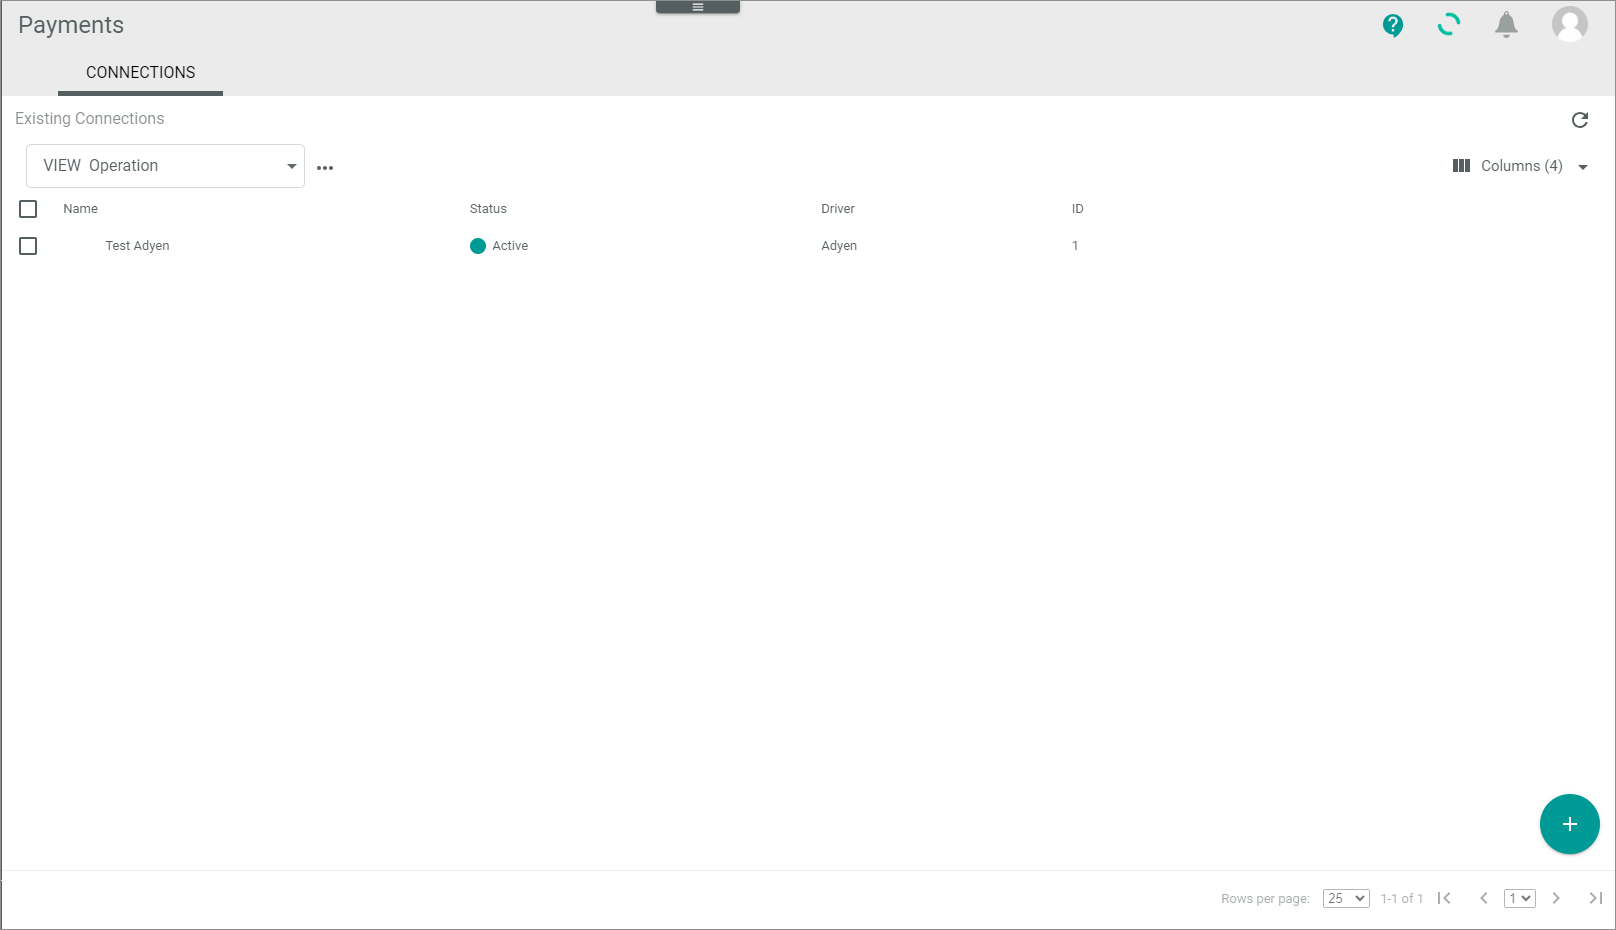 Payments
CONNECTIONS
Existing Connections
VIEW Operation
Columns (4)
Name Status Driver ID
Test Adyen Active Adyen 1
Rows per page: 25 1-1 of 1 1